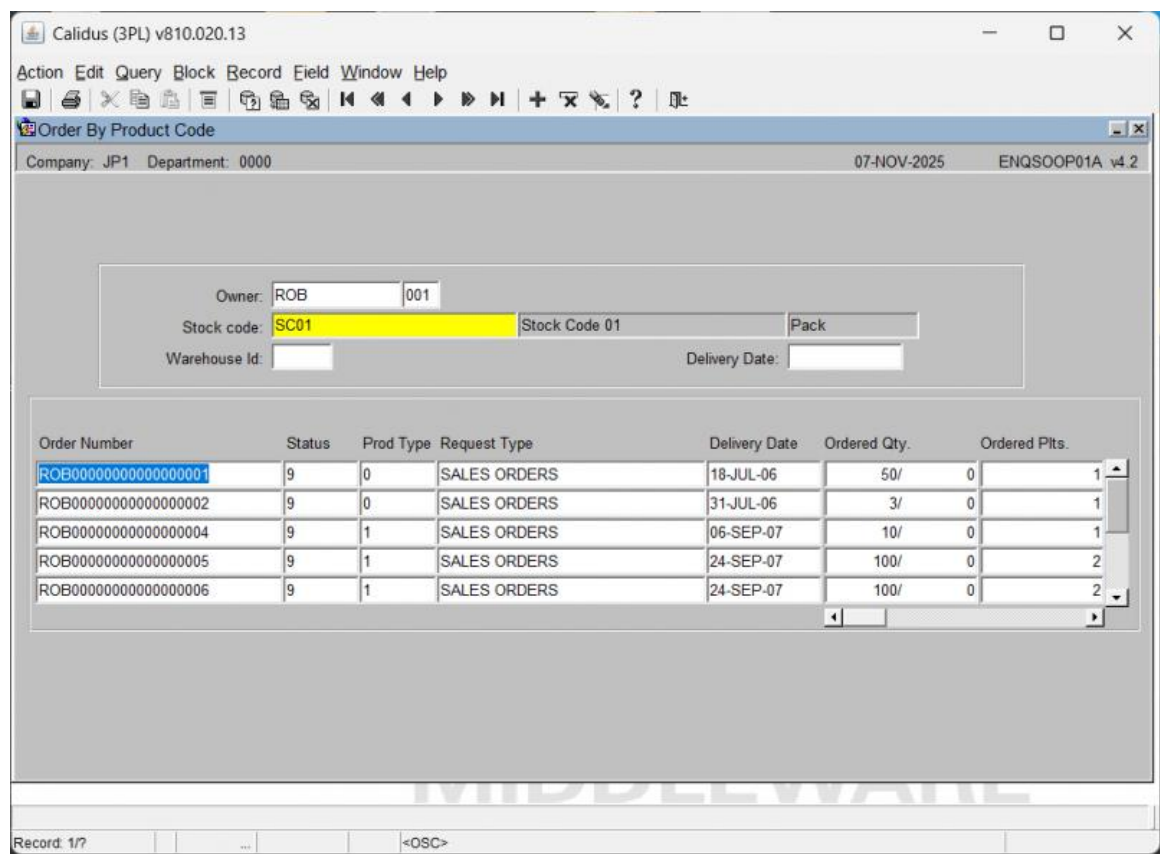 Calidus (3PL) v810.020.13
Action Edit Query Block Record Field Window Help
Order By Product Code
Company: JP1 Department: 0000 07-NOV-2025 ENQSOOP01A v4.2
Owner: ROB 001
Stock code: SC01 Stock Code 01 Pack
Warehouse Id: Delivery Date:
Order Number Status Prod Type Request Type Delivery Date Ordered Qty. Ordered Plts.
ROB00000000000000001 9 0 SALES ORDERS 18-JUL-06 50/ 0 1
ROB00000000000000002 9 0 SALES ORDERS 31-JUL-06 3/ 0 1
ROB00000000000000004 9 1 SALES ORDERS 06-SEP-07 10/ 0 1
ROB00000000000000005 9 1 SALES ORDERS 24-SEP-07 100/ 0 2
ROB00000000000000006 9 1 SALES ORDERS 24-SEP-07 100/ 0 2
MIDDLEWARE
Record: 1/? ... <OSC>